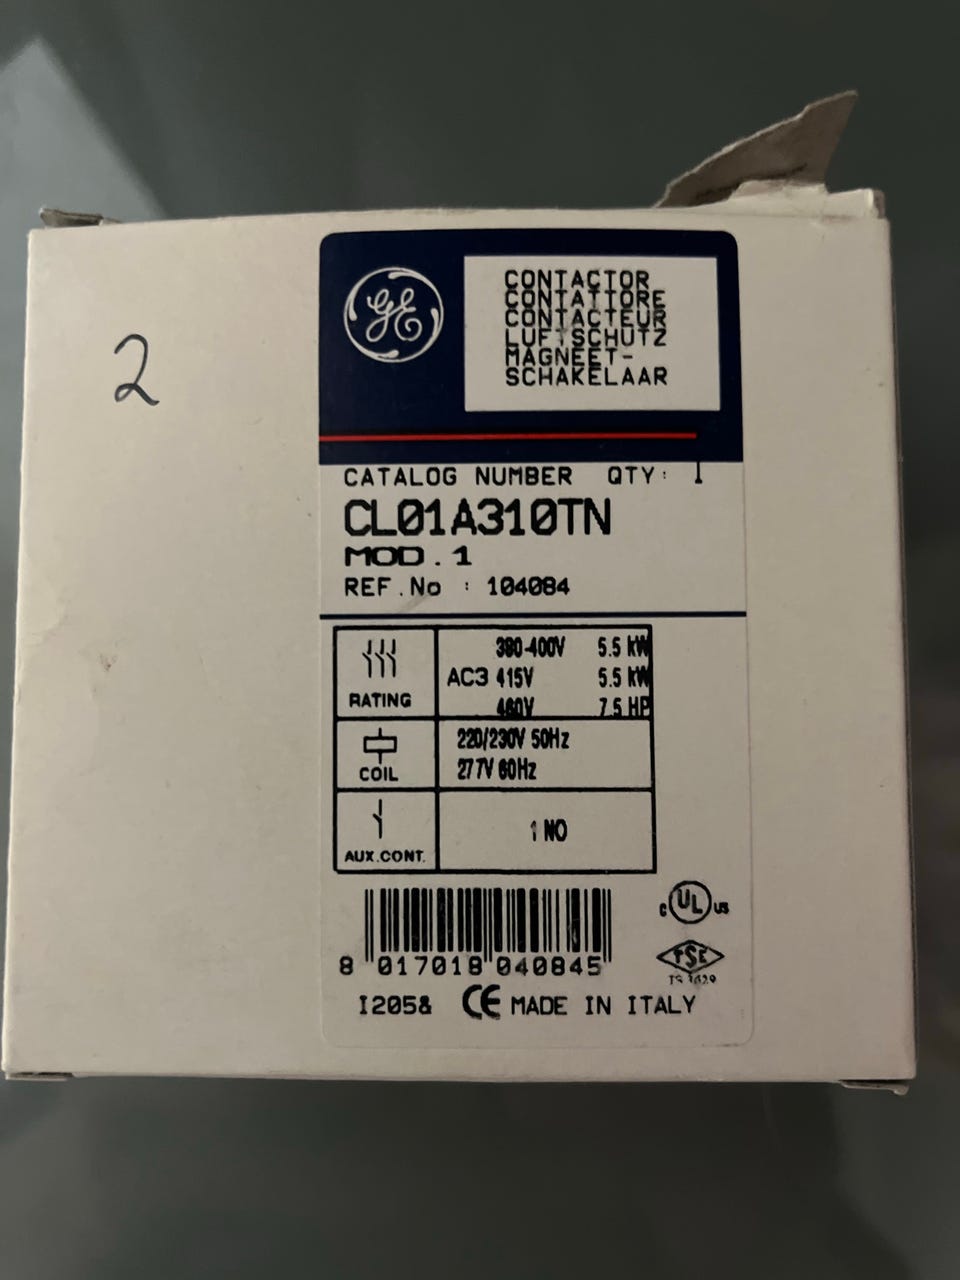 2
GE
CONTACTOR
CONTATTORE
CONTACTEUR
LUFTSCHUTZ
MAGNEET-
SCHAKELAAR
CATALOG NUMBER QTY: 1
CL01A310TN
MOD.1
REF.No : 104084
RATING
380-400V 5.5 kW
AC3 415V 5.5 kW
460V 7.5 HP
COIL
220/230V 50Hz
277V 60Hz
AUX.CONT.
1 NO
8 017018 040845
C UL US
TSE
I205&
CE MADE IN ITALY